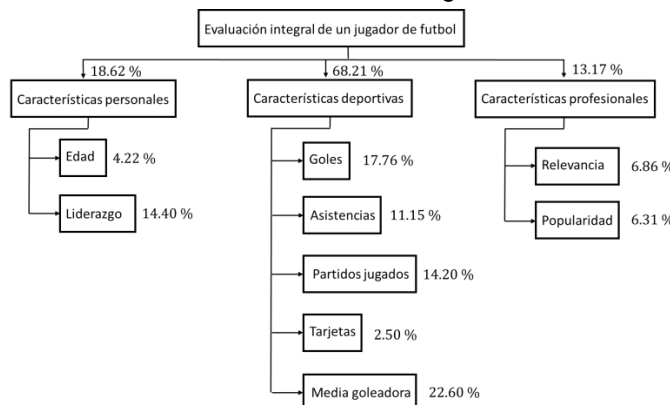 Evaluación integral de un jugador de futbol
18.62 %
68.21 %
13.17 %
Características personales
Características deportivas
Características profesionales
Edad
4.22 %
Liderazgo
14.40 %
Goles
17.76 %
Asistencias
11.15 %
Partidos jugados
14.20 %
Tarjetas
2.50 %
Media goleadora
22.60 %
Relevancia
6.86 %
Popularidad
6.31 %